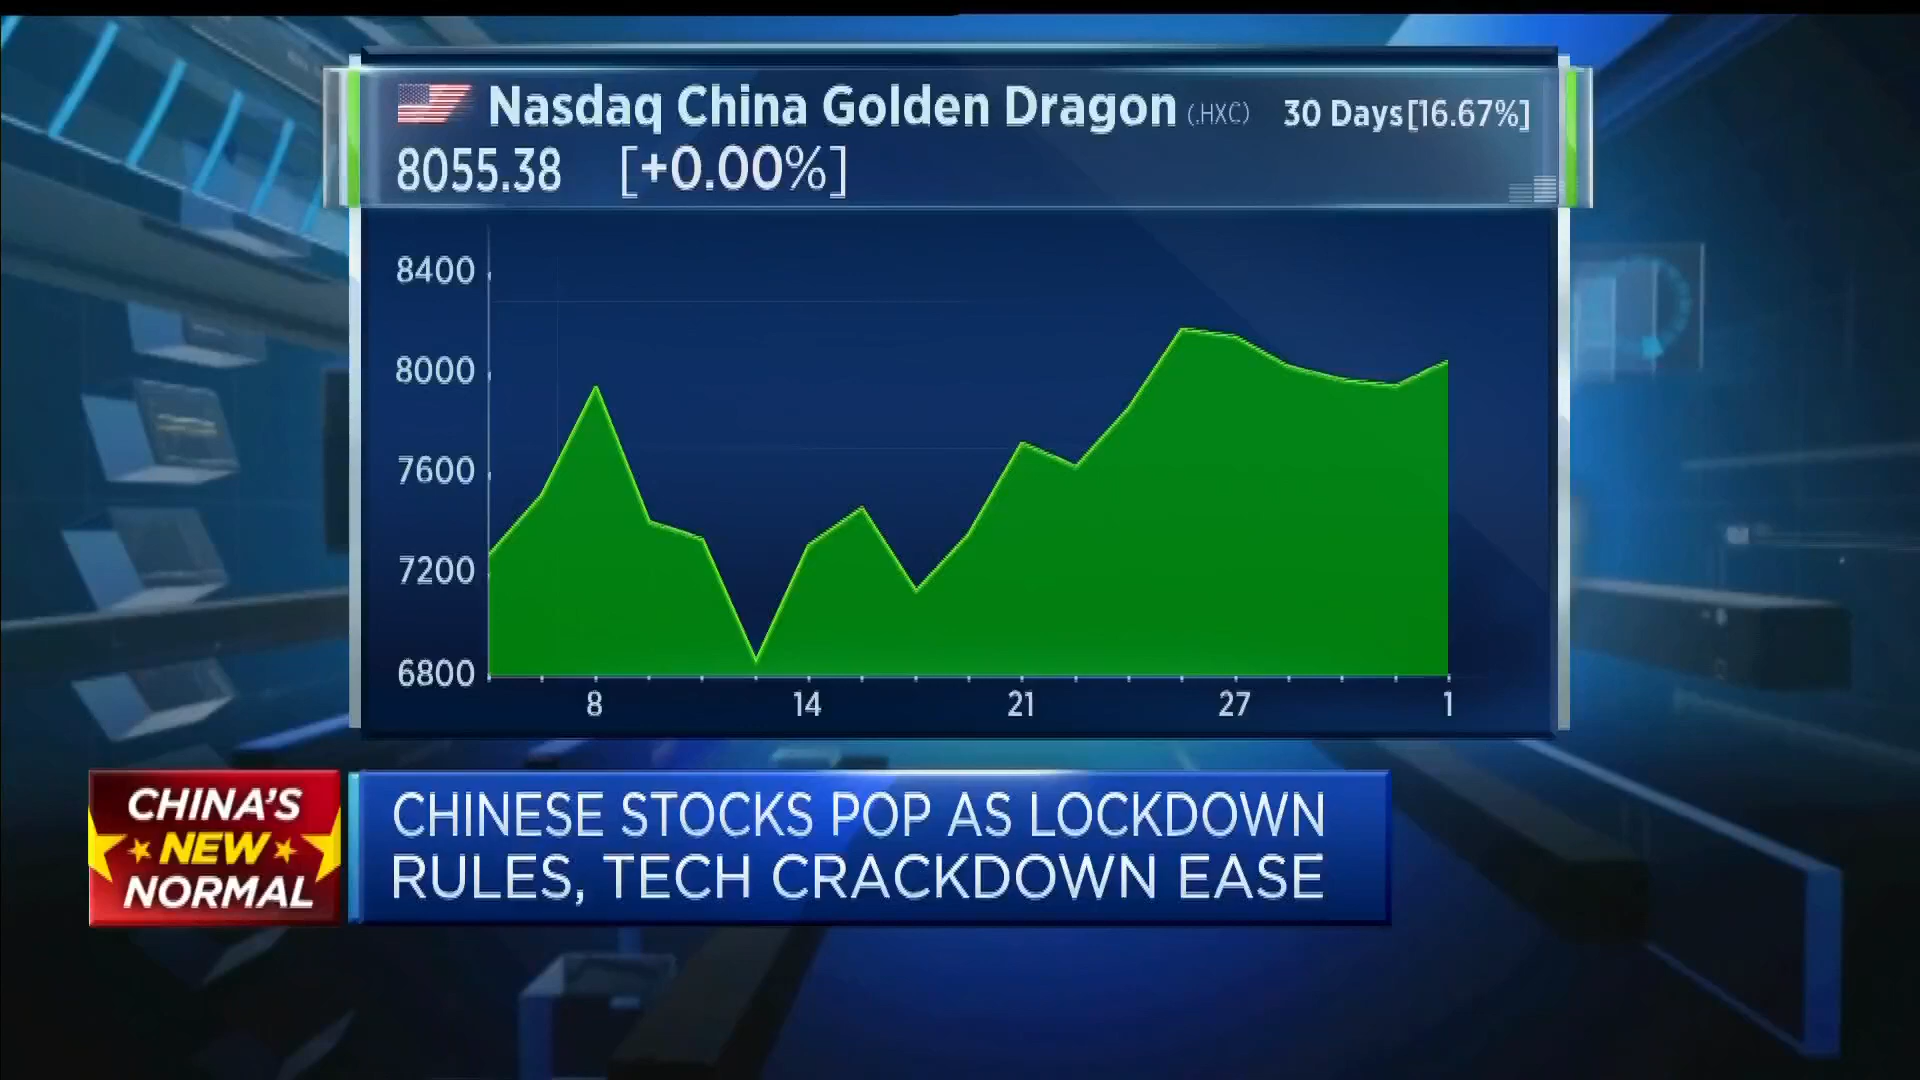 Nasdaq China Golden Dragon (.HXC) 30 Days[16.67%]
8055.38 [+0.00%]
8400
8000
7600
7200
6800
8 14 21 27 1
CHINA'S
NEW
NORMAL
CHINESE STOCKS POP AS LOCKDOWN
RULES, TECH CRACKDOWN EASE